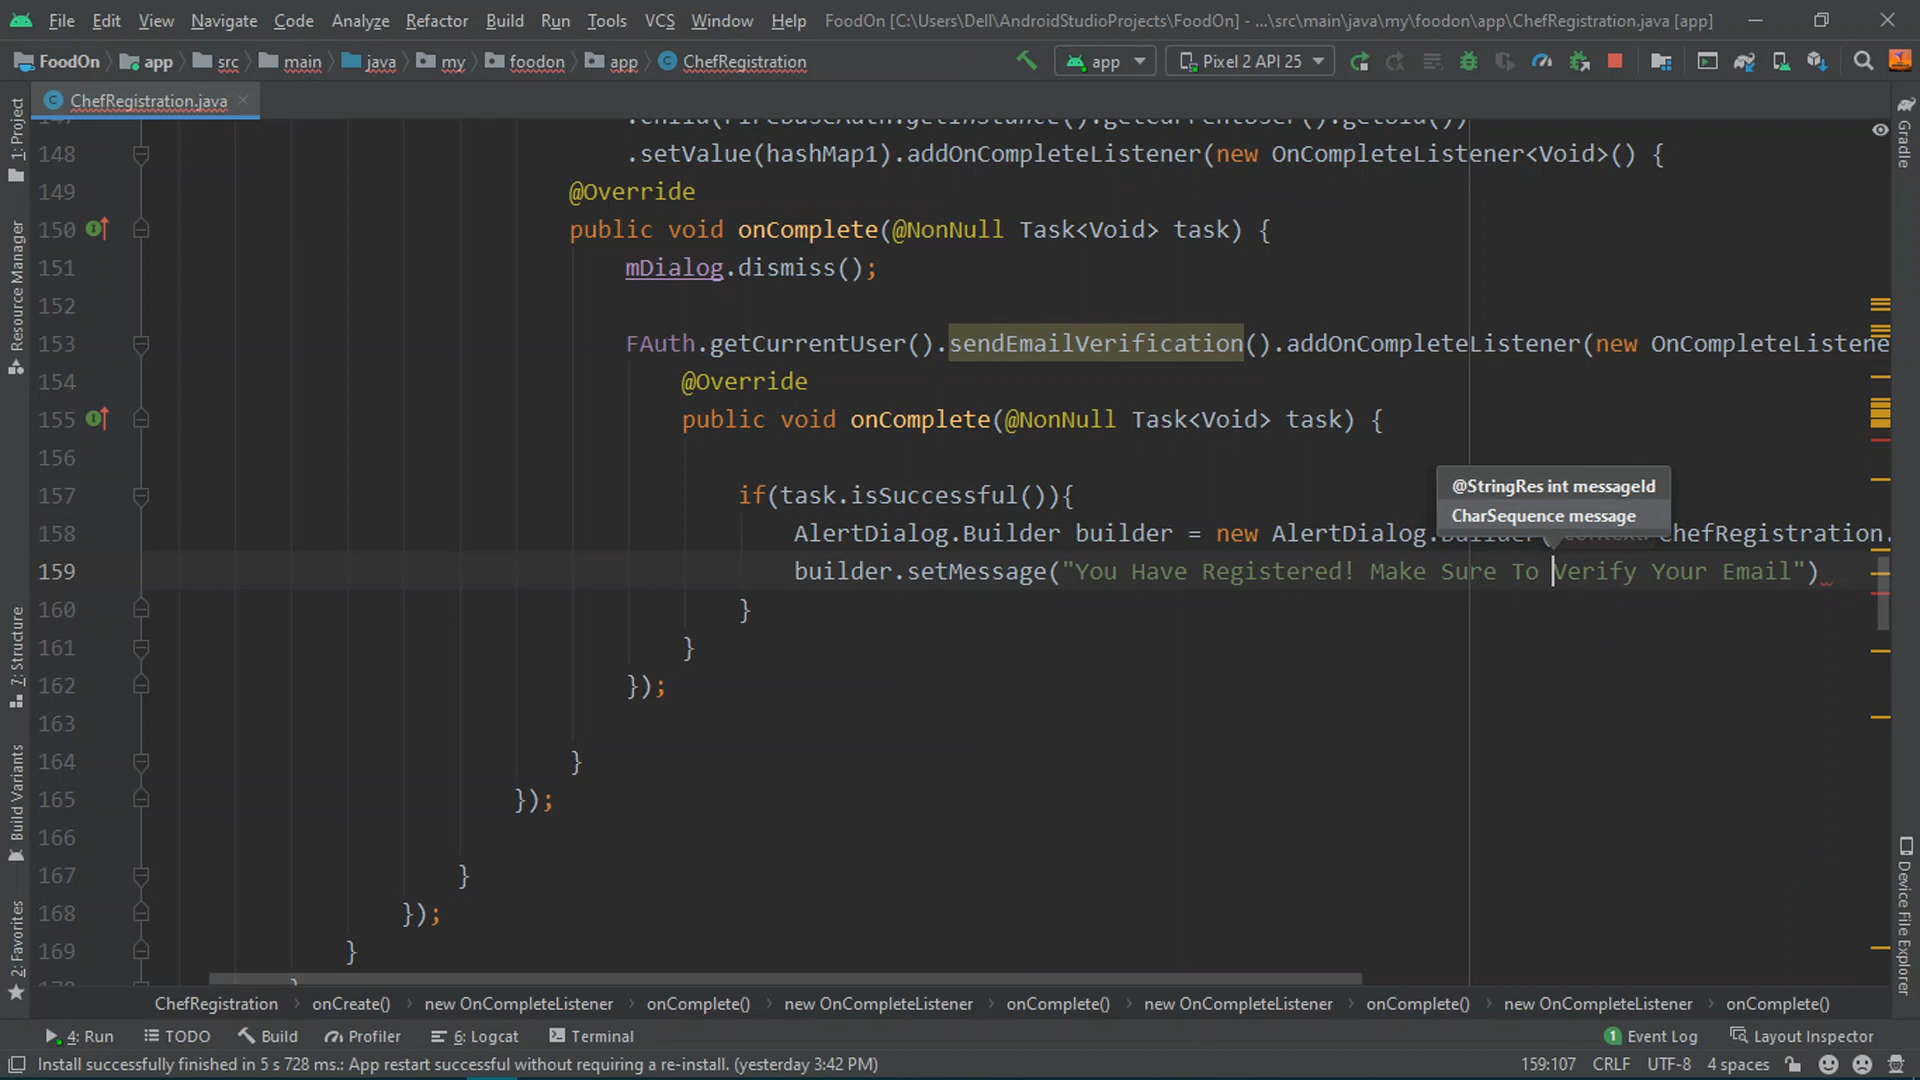 File Edit View Navigate Code Analyze Refactor Build Run Tools VCS Window Help FoodOn [C:\Users\Dell\AndroidStudioProjects\FoodOn] - ...\src\main\java\my\foodon\app\ChefRegistration.java [app]
FoodOn app src main java my foodon app ChefRegistration app Pixel 2 API 25
ChefRegistration.java
1: Project
Resource Manager
7: Structure
Build Variants
2: Favorites
Gradle
Device File Explorer
148 .setValue(hashMap1).addOnCompleteListener(new OnCompleteListener<Void>() {
149 @Override
150 public void onComplete(@NonNull Task<Void> task) {
151 mDialog.dismiss();
152
153 FAuth.getCurrentUser().sendEmailVerification().addOnCompleteListener(new OnCompleteListene
154 @Override
155 public void onComplete(@NonNull Task<Void> task) {
156
157 if(task.isSuccessful()){
@StringRes int messageId
CharSequence message
158 AlertDialog.Builder builder = new AlertDialog.Builder( context: ChefRegistration.
159 builder.setMessage("You Have Registered! Make Sure To Verify Your Email")
160 }
161 }
162 });
163
164 }
165 });
166
167 }
168 });
169 }
ChefRegistration onCreate() new OnCompleteListener onComplete() new OnCompleteListener onComplete() new OnCompleteListener onComplete() new OnCompleteListener onComplete()
4: Run TODO Build Profiler 6: Logcat Terminal 1 Event Log Layout Inspector
Install successfully finished in 5 s 728 ms.: App restart successful without requiring a re-install. (yesterday 3:42 PM) 159:107 CRLF UTF-8 4 spaces